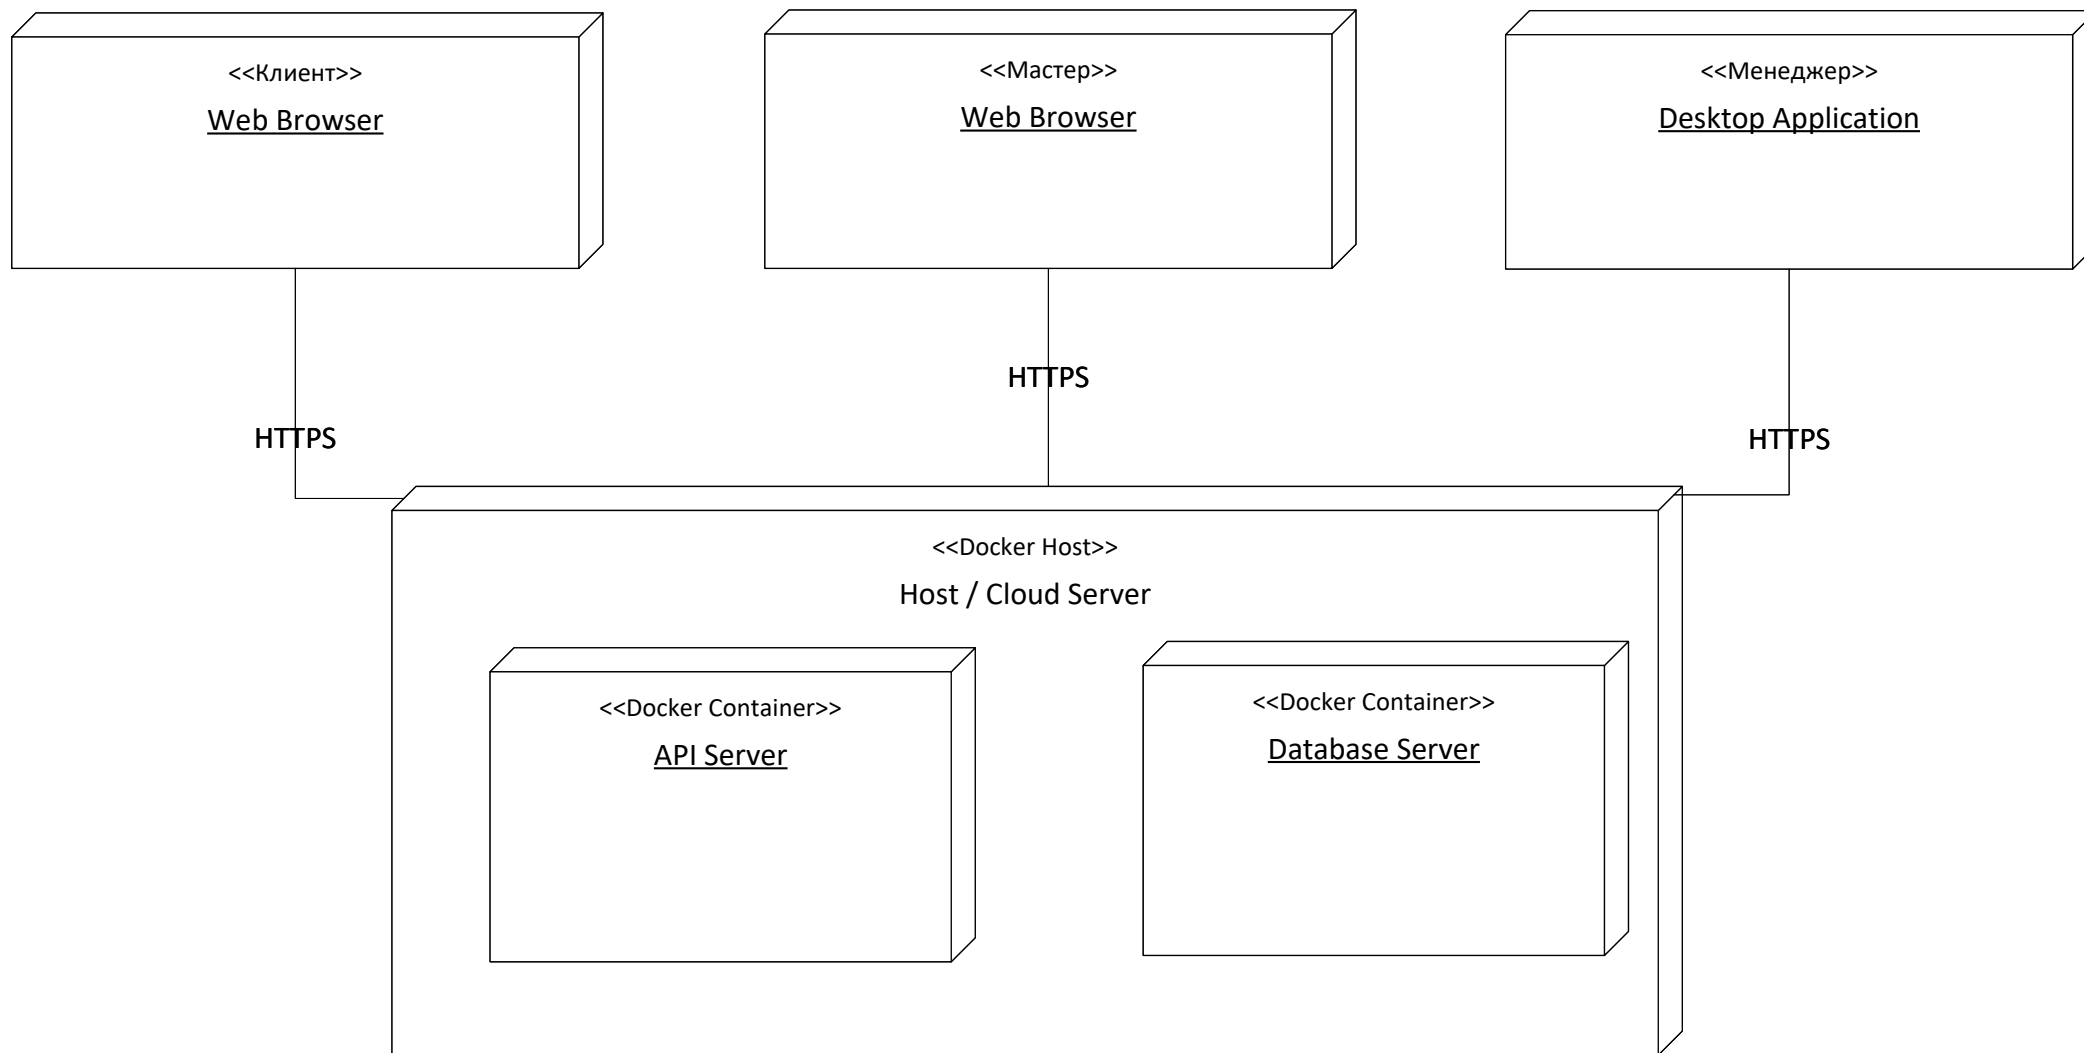 <<Клиент>>
Web Browser
<<Мастер>>
Web Browser
<<Менеджер>>
Desktop Application
HTTPS
HTTPS
HTTPS
<<Docker Host>>
Host / Cloud Server
<<Docker Container>>
API Server
<<Docker Container>>
Database Server